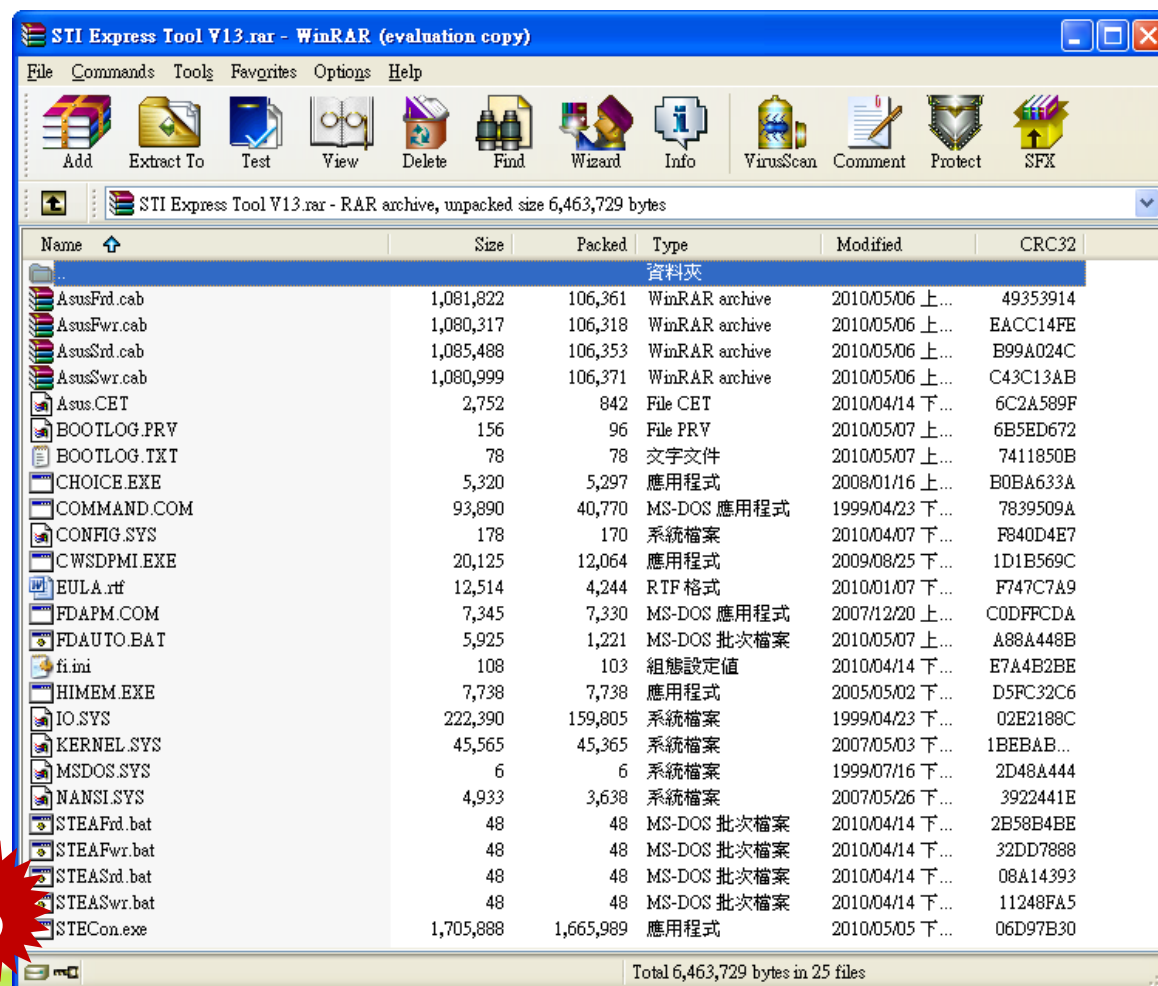 STI Express Tool V13.rar - WinRAR (evaluation copy)
File Commands Tools Favorites Options Help
Add Extract To Test View Delete Find Wizard Info VirusScan Comment Protect SFX
STI Express Tool V13.rar - RAR archive, unpacked size 6,463,729 bytes
Name Size Packed Type Modified CRC32
.. 資料夾
AsusFrd.cab 1,081,822 106,361 WinRAR archive 2010/05/06 上... 49353914
AsusFwr.cab 1,080,317 106,318 WinRAR archive 2010/05/06 上... EACC14FE
AsusSrd.cab 1,085,488 106,353 WinRAR archive 2010/05/06 上... B99A024C
AsusSwr.cab 1,080,999 106,371 WinRAR archive 2010/05/06 上... C43C13AB
Asus.CET 2,752 842 File CET 2010/04/14 下... 6C2A589F
BOOTLOG.PRV 156 96 File PRV 2010/05/07 上... 6B5ED672
BOOTLOG.TXT 78 78 文字文件 2010/05/07 上... 7411850B
CHOICE.EXE 5,320 5,297 應用程式 2008/01/16 上... B0BA633A
COMMAND.COM 93,890 40,770 MS-DOS 應用程式 1999/04/23 下... 7839509A
CONFIG.SYS 178 170 系統檔案 2010/04/07 下... F840D4E7
CWSDPMI.EXE 20,125 12,064 應用程式 2009/08/25 下... 1D1B569C
EULA.rtf 12,514 4,244 RTF 格式 2010/01/07 下... F747C7A9
FDAPM.COM 7,345 7,330 MS-DOS 應用程式 2007/12/20 上... C0DFFCDA
FDAUTO.BAT 5,925 1,221 MS-DOS 批次檔案 2010/05/07 上... A88A448B
fi.ini 108 103 組態設定值 2010/04/14 下... E7A4B2BE
HIMEM.EXE 7,738 7,738 應用程式 2005/05/02 下... D5FC32C6
IO.SYS 222,390 159,805 系統檔案 1999/04/23 下... 02E2188C
KERNEL.SYS 45,565 45,365 系統檔案 2007/05/03 下... 1BEBAB...
MSDOS.SYS 6 6 系統檔案 1999/07/16 下... 2D48A444
NANSI.SYS 4,933 3,638 系統檔案 2007/05/26 下... 3922441E
STEAFrd.bat 48 48 MS-DOS 批次檔案 2010/04/14 下... 2B58B4BE
STEAFwr.bat 48 48 MS-DOS 批次檔案 2010/04/14 下... 32DD7888
STEASrd.bat 48 48 MS-DOS 批次檔案 2010/04/14 下... 08A14393
STEASwr.bat 48 48 MS-DOS 批次檔案 2010/04/14 下... 11248FA5
STECon.exe 1,705,888 1,665,989 應用程式 2010/05/05 下... 06D97B30
Total 6,463,729 bytes in 25 files